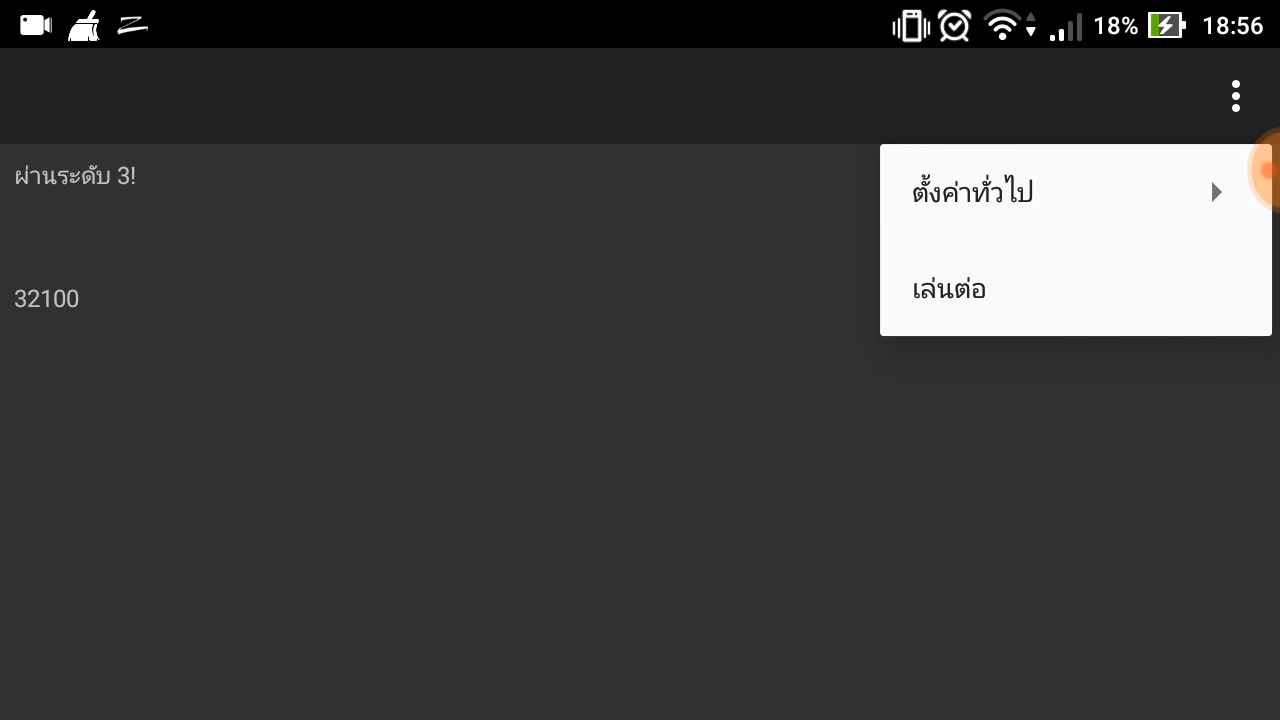 18% 18:56
ผ่านระดับ 3!
32100
ตั้งค่าทั่วไป
เล่นต่อ